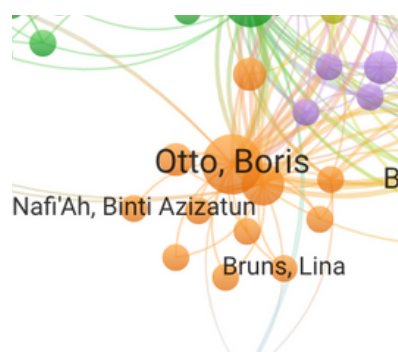 Otto, Boris
B
Nafi'Ah, Binti Azizatun
Bruns, Lina